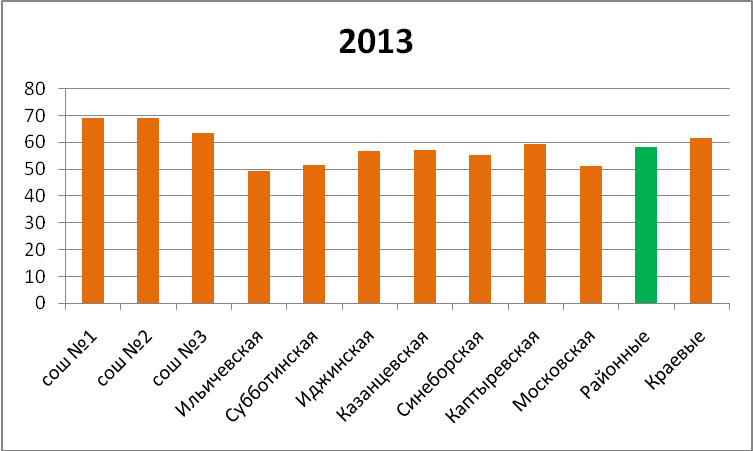 2013
80
70
60
50
40
30
20
10
0
сош №1
сош №2
сош №3
Ильичевская
Субботинская
Иджинская
Казанцевская
Синеборская
Каптыревская
Московская
Районные
Краевые